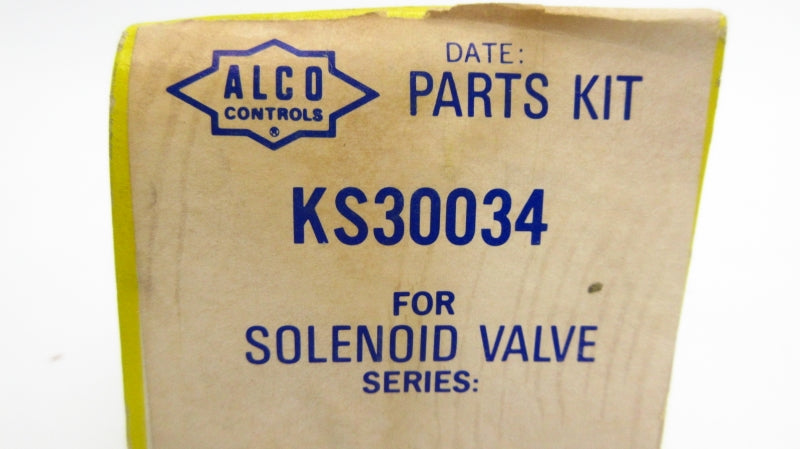 ALCO
CONTROLS
®
DATE:
PARTS KIT
KS30034
FOR
SOLENOID VALVE
SERIES: